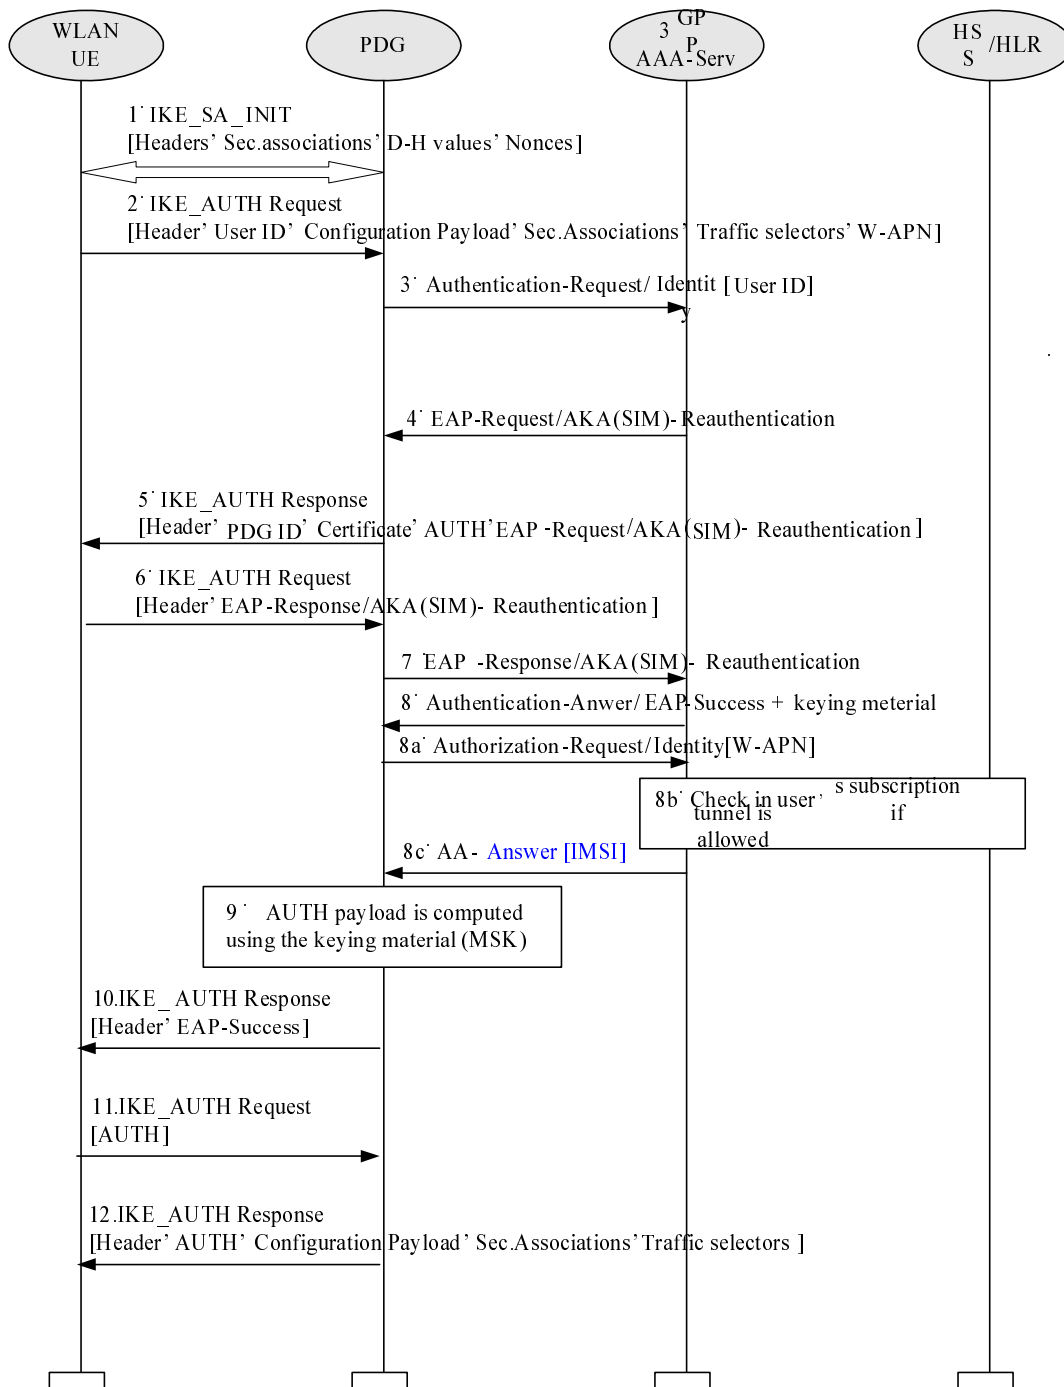 WLAN
UE
PDG
3 GP
P
AAA-Serv
HS /HLR
S
1˙ IKE_SA_INIT
[Headers’ Sec.associations’ D-H values’ Nonces]
2˙ IKE_AUTH Request
[Header’ User ID’ Configuration Payload’ Sec.Associations’ Traffic selectors’ W-APN]
3˙ Authentication-Request/ Identit [User ID]
y
4˙ EAP-Request/AKA(SIM)-Reauthentication
5˙ IKE_AUTH Response
[Header’ PDG ID’ Certificate’ AUTH’EAP -Request/AKA(SIM)- Reauthentication ]
6˙ IKE_AUTH Request
[Header’ EAP-Response/AKA(SIM)- Reauthentication ]
7˙EAP -Response/AKA(SIM)- Reauthentication
8˙ Authentication-Anwer/ EAP-Success + keying meterial
8a˙ Authorization-Request/Identity[W-APN]
8b˙ Check in user’ s subscription
tunnel is if
allowed
8c˙ AA- Answer [IMSI]
9˙ AUTH payload is computed
using the keying material (MSK)
10.IKE_ AUTH Response
[Header’ EAP-Success]
11.IKE_AUTH Request
[AUTH]
12.IKE_AUTH Response
[Header’ AUTH’ Configuration Payload’ Sec.Associations’ Traffic selectors ]